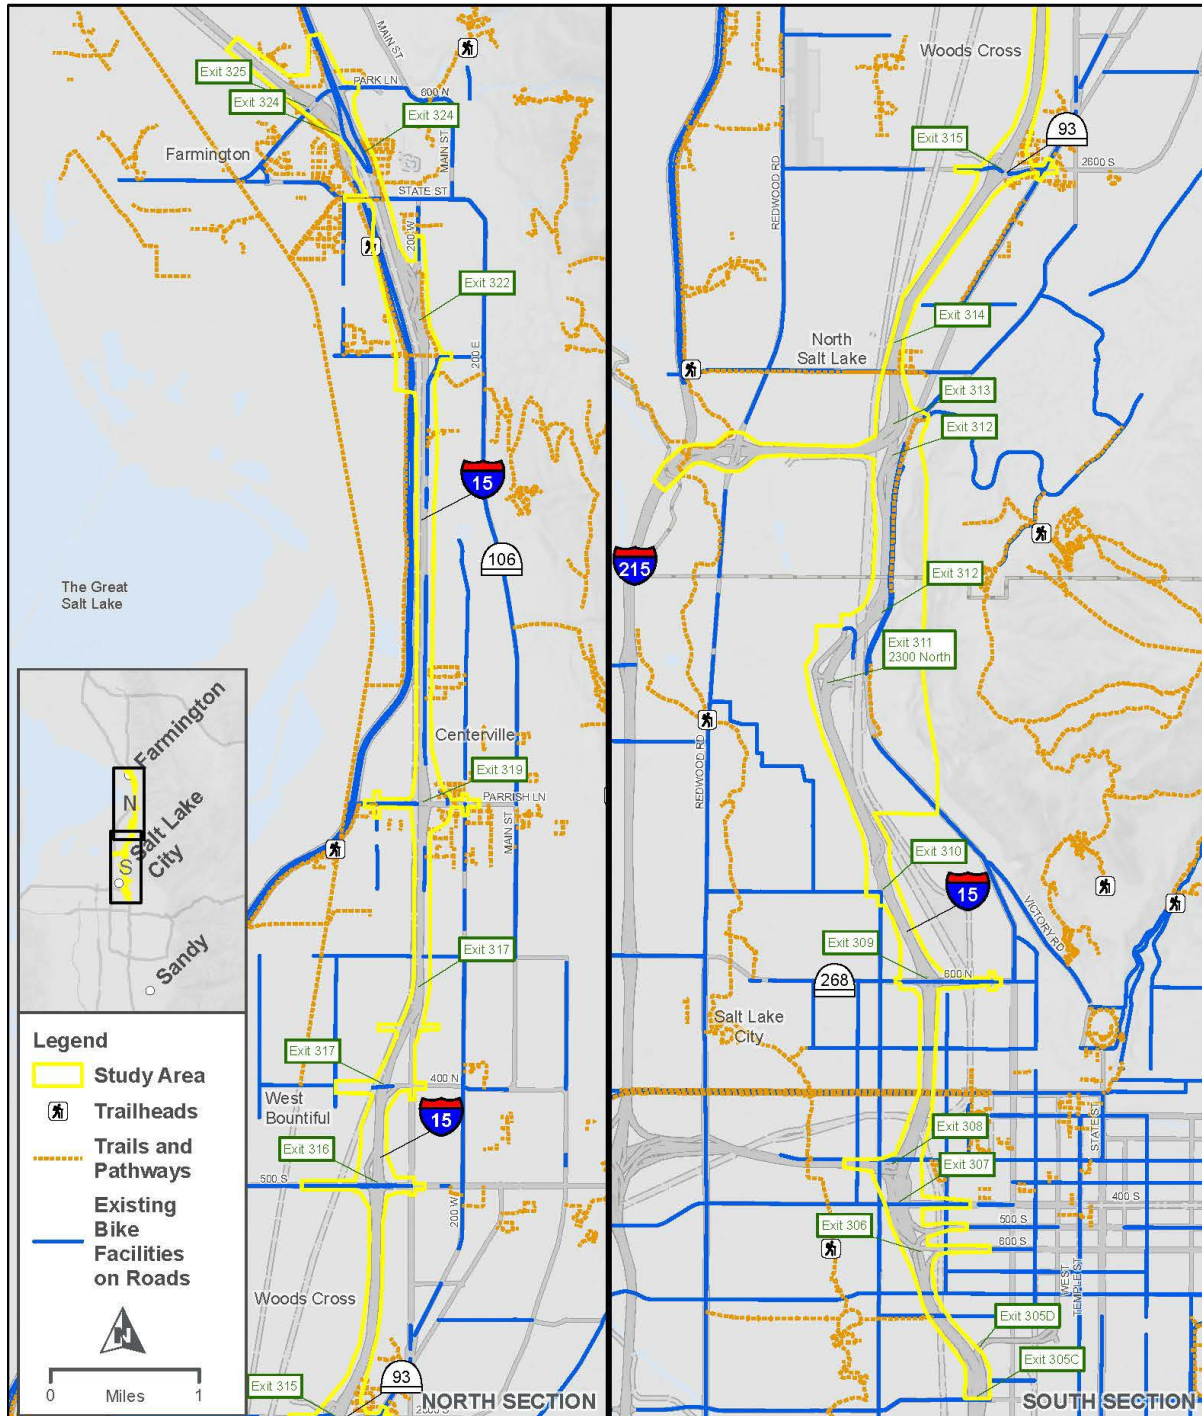 MAIN ST
Exit 325
PARK LN
600 N
Exit 324
Exit 324
MAIN ST
Farmington
STATE ST
200 W
Exit 322
200 E
15
106
The Great
Salt Lake
Centerville
Exit 319
PARRISH LN
MAIN ST
Exit 317
Exit 317
400 N
West
Bountiful
15
Exit 316
500 S
200 W
Woods Cross
93
Exit 315
NORTH SECTION
Farmington
N
Salt Lake
City
S
Sandy
Legend
Study Area
Trailheads
Trails and
Pathways
Existing
Bike
Facilities
on Roads
N
0 Miles 1
Woods Cross
93
Exit 315
2600 S
REDWOOD RD
Exit 314
North
Salt Lake
Exit 313
Exit 312
215
Exit 312
Exit 311
2300 North
REDWOOD RD
Exit 310
15
VICTORY RD
Exit 309
600 N
268
Salt Lake
City
STATE ST
Exit 308
Exit 307
400 S
500 S
Exit 306
600 S
WEST
TEMPLE ST
Exit 305D
Exit 305C
SOUTH SECTION